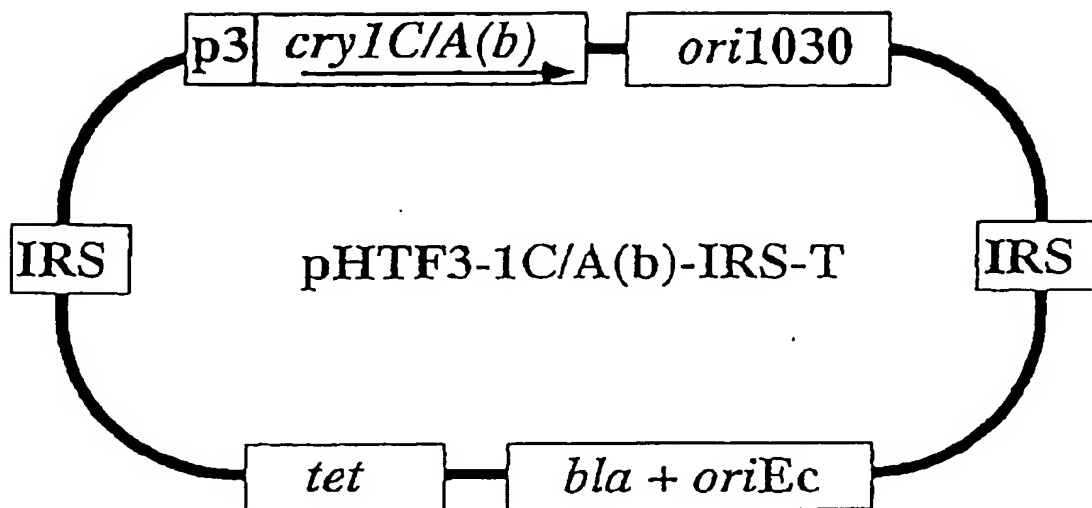 p3 cry1C/A(b) ori1030
IRS pHTF3-1C/A(b)-IRS-T IRS
tet bla + oriEc